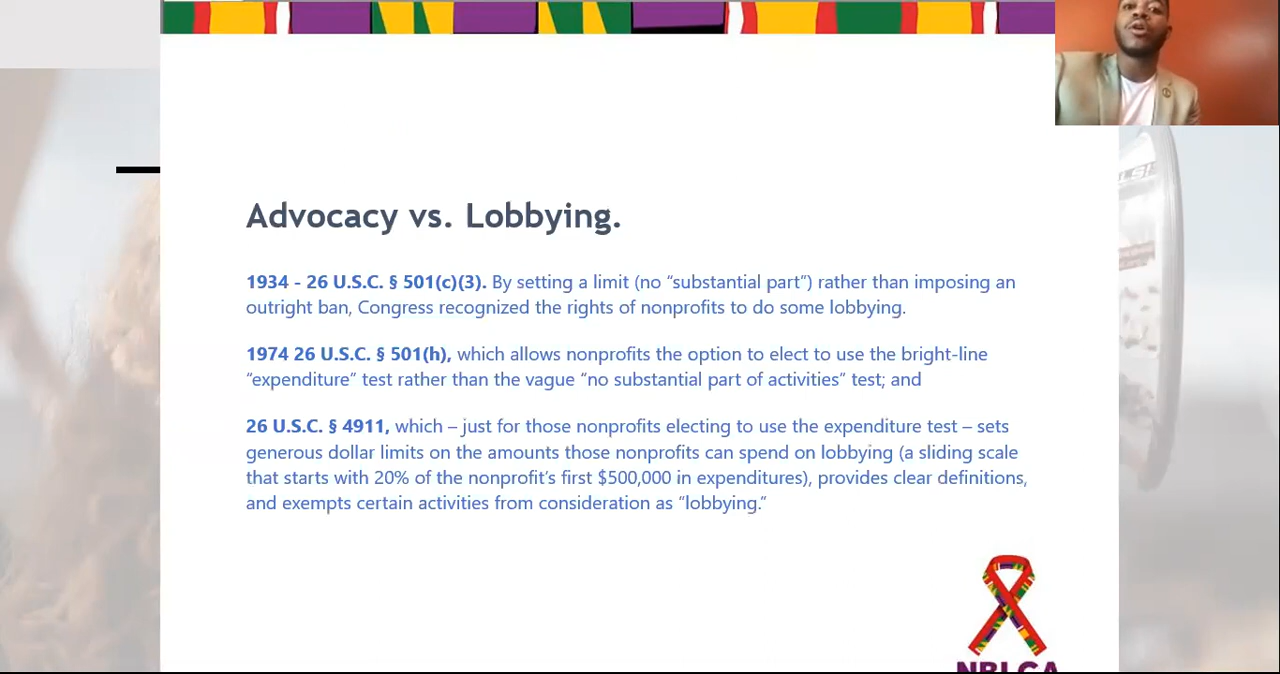 Advocacy vs. Lobbying.
1934 - 26 U.S.C. § 501(c)(3). By setting a limit (no “substantial part”) rather than imposing an
outright ban, Congress recognized the rights of nonprofits to do some lobbying.
1974 26 U.S.C. § 501(h), which allows nonprofits the option to elect to use the bright-line
“expenditure” test rather than the vague “no substantial part of activities” test; and
26 U.S.C. § 4911, which – just for those nonprofits electing to use the expenditure test – sets
generous dollar limits on the amounts those nonprofits can spend on lobbying (a sliding scale
that starts with 20% of the nonprofit’s first $500,000 in expenditures), provides clear definitions,
and exempts certain activities from consideration as “lobbying.”
NBLCA